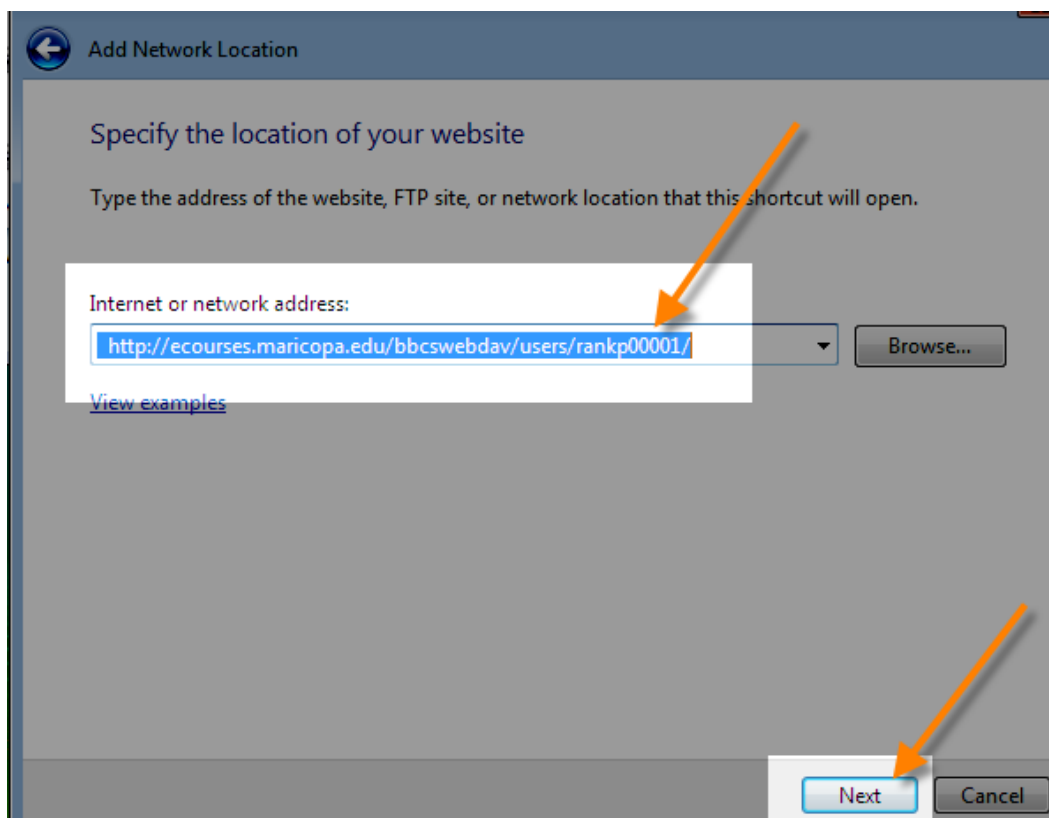 Add Network Location
Specify the location of your website
Type the address of the website, FTP site, or network location that this shortcut will open.
Internet or network address:
http://ecourses.maricopa.edu/bbcswebdav/users/rankp00001/
Browse...
View examples
Next
Cancel